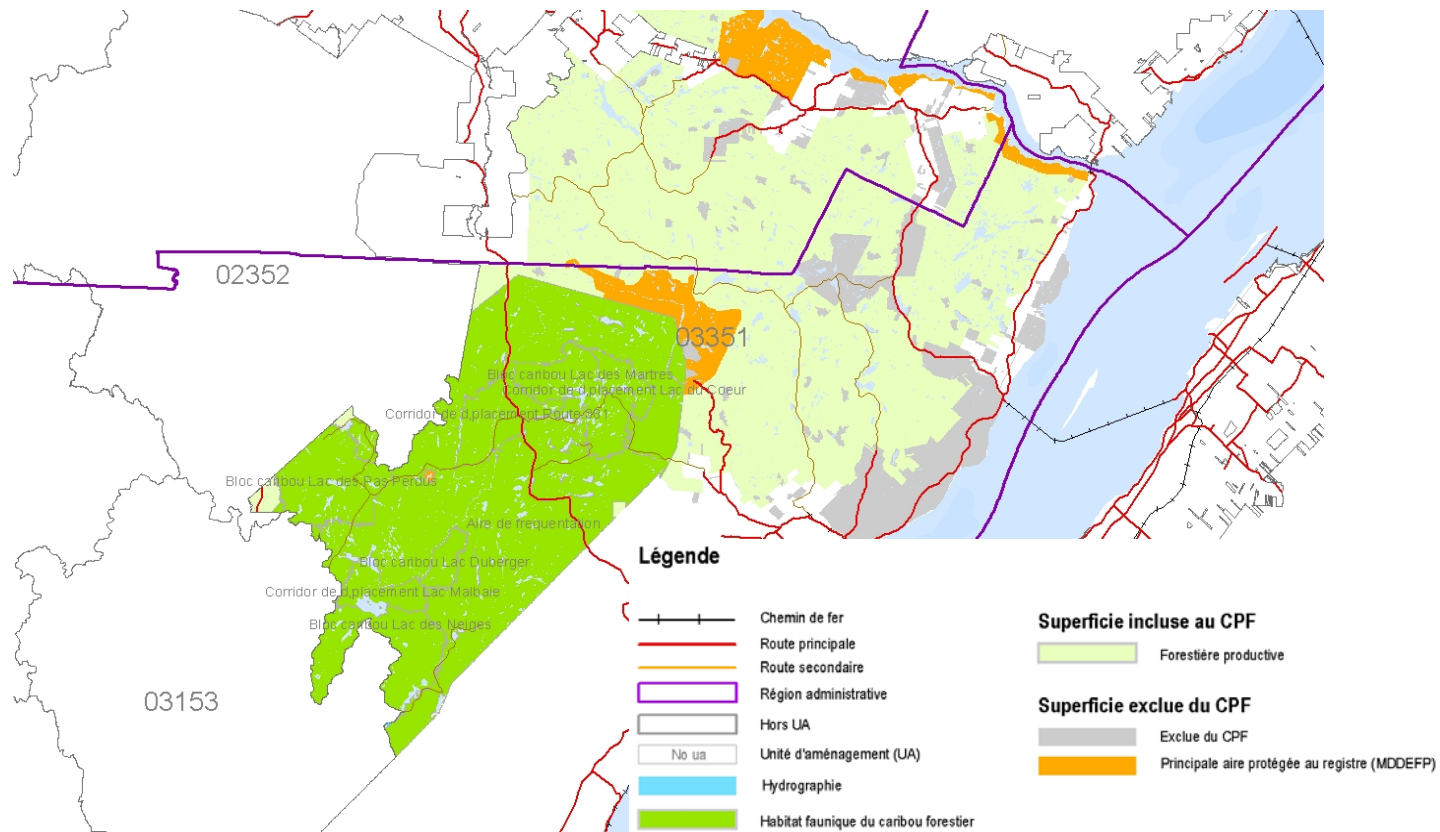 02352
03351
Bloc caribou Lac des Martres
Corridor de d,placement Lac du Coeur
Corridor de d,placement Route 381
Bloc caribou Lac des Pas Perdus
Aire de frequentation
Bloc caribou Lac Duberger
Corridor de d,placement Lac Malbaie
Bloc caribou Lac des Neiges
03153
Légende
Chemin de fer
Route principale
Route secondaire
Région administrative
Hors UA
No ua Unité d'aménagement (UA)
Hydrographie
Habitat faunique du caribou forestier
Superficie incluse au CPF
Forestière productive
Superficie exclue du CPF
Exclue du CPF
Principale aire protégée au registre (MDDEFP)